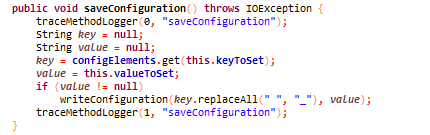 public void saveConfiguration() throws IOException {
    traceMethodLogger(0, "saveConfiguration");
    String key = null;
    String value = null;
    key = configElements.get(this.keyToSet);
    value = this.valueToSet;
    if (value != null)
        writeConfiguration(key.replaceAll(" ", "_"), value);
    traceMethodLogger(1, "saveConfiguration");
}